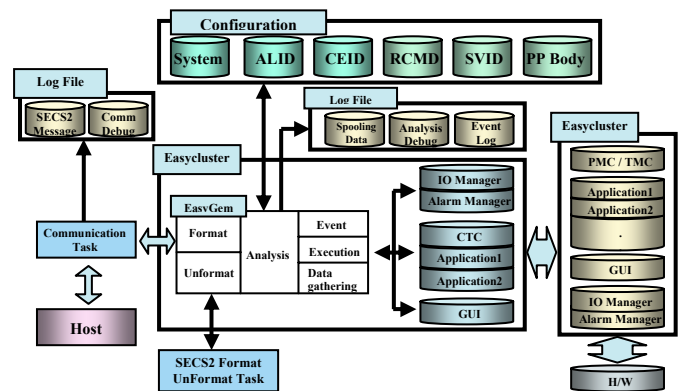 Configuration
System
ALID
CEID
RCMD
SVID
PP Body
Log File
SECS2
Message
Comm
Debug
Log File
Spooling
Data
Analysis
Debug
Event
Log
Easycluster
PMC / TMC
Application1
Application2
.
GUI
IO Manager
Alarm Manager
H/W
Easycluster
EasyGem
Format
Unformat
Analysis
Event
Execution
Data
gathering
IO Manager
Alarm Manager
CTC
Application1
Application2
GUI
Communication
Task
Host
SECS2 Format
UnFormat Task